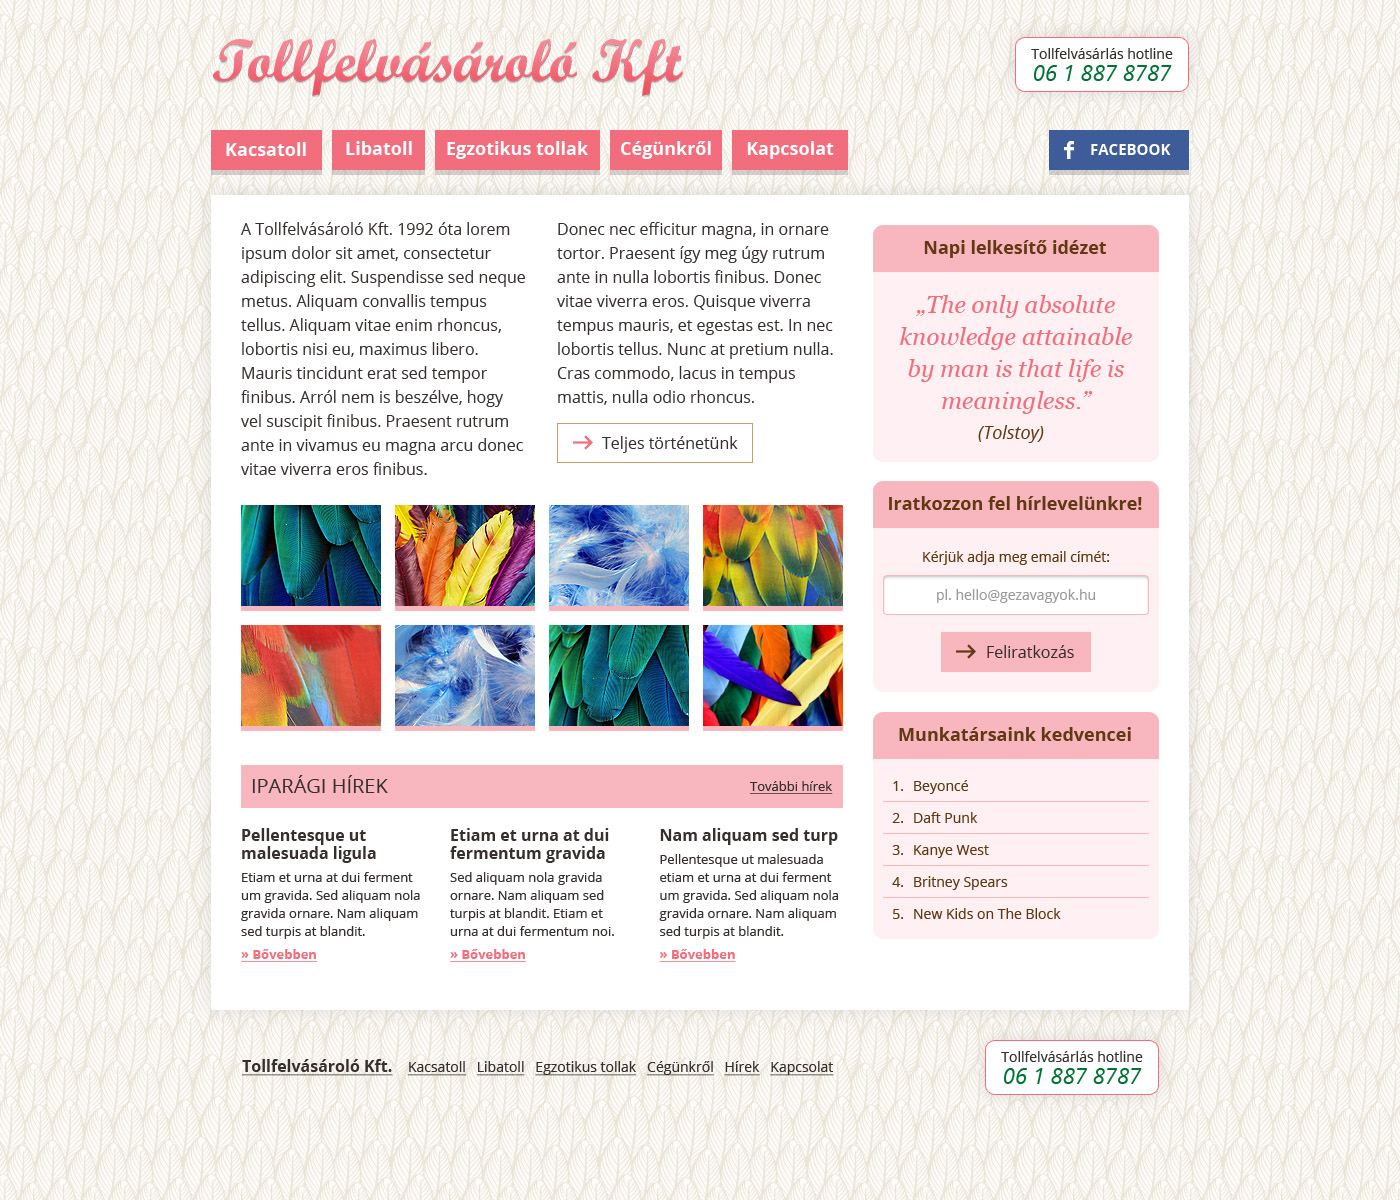 Tollfelvásároló Kft
Tollfelvásárlás hotline
06 1 887 8787
Kacsatoll
Libatoll
Egzotikus tollak
Cégünkről
Kapcsolat
FACEBOOK
A Tollfelvásároló Kft. 1992 óta lorem
ipsum dolor sit amet, consectetur
adipiscing elit. Suspendisse sed neque
metus. Aliquam convallis tempus
tellus. Aliquam vitae enim rhoncus,
lobortis nisi eu, maximus libero.
Mauris tincidunt erat sed tempor
finibus. Arról nem is beszélve, hogy
vel suscipit finibus. Praesent rutrum
ante in vivamus eu magna arcu donec
vitae viverra eros finibus.
Donec nec efficitur magna, in ornare
tortor. Praesent így meg úgy rutrum
ante in nulla lobortis finibus. Donec
vitae viverra eros. Quisque viverra
tempus mauris, et egestas est. In nec
lobortis tellus. Nunc at pretium nulla.
Cras commodo, lacus in tempus
mattis, nulla odio rhoncus.
Teljes történetünk
IPARÁGI HÍREK
További hírek
Pellentesque ut
malesuada ligula
Etiam et urna at dui ferment
um gravida. Sed aliquam nola
gravida ornare. Nam aliquam
sed turpis at blandit.
» Bővebben
Etiam et urna at dui
fermentum gravida
Sed aliquam nola gravida
ornare. Nam aliquam sed
turpis at blandit. Etiam et
urna at dui fermentum noi.
» Bővebben
Nam aliquam sed turp
Pellentesque ut malesuada
etiam et urna at dui ferment
um gravida. Sed aliquam nola
gravida ornare. Nam aliquam
sed turpis at blandit.
» Bővebben
Napi lelkesítő idézet
„The only absolute
knowledge attainable
by man is that life is
meaningless.”
(Tolstoy)
Iratkozzon fel hírlevelünkre!
Kérjük adja meg email címét:
pl. hello@gezavagyok.hu
Feliratkozás
Munkatársaink kedvencei
1. Beyoncé
2. Daft Punk
3. Kanye West
4. Britney Spears
5. New Kids on The Block
Tollfelvásároló Kft. Kacsatoll Libatoll Egzotikus tollak Cégünkről Hírek Kapcsolat
Tollfelvásárlás hotline
06 1 887 8787